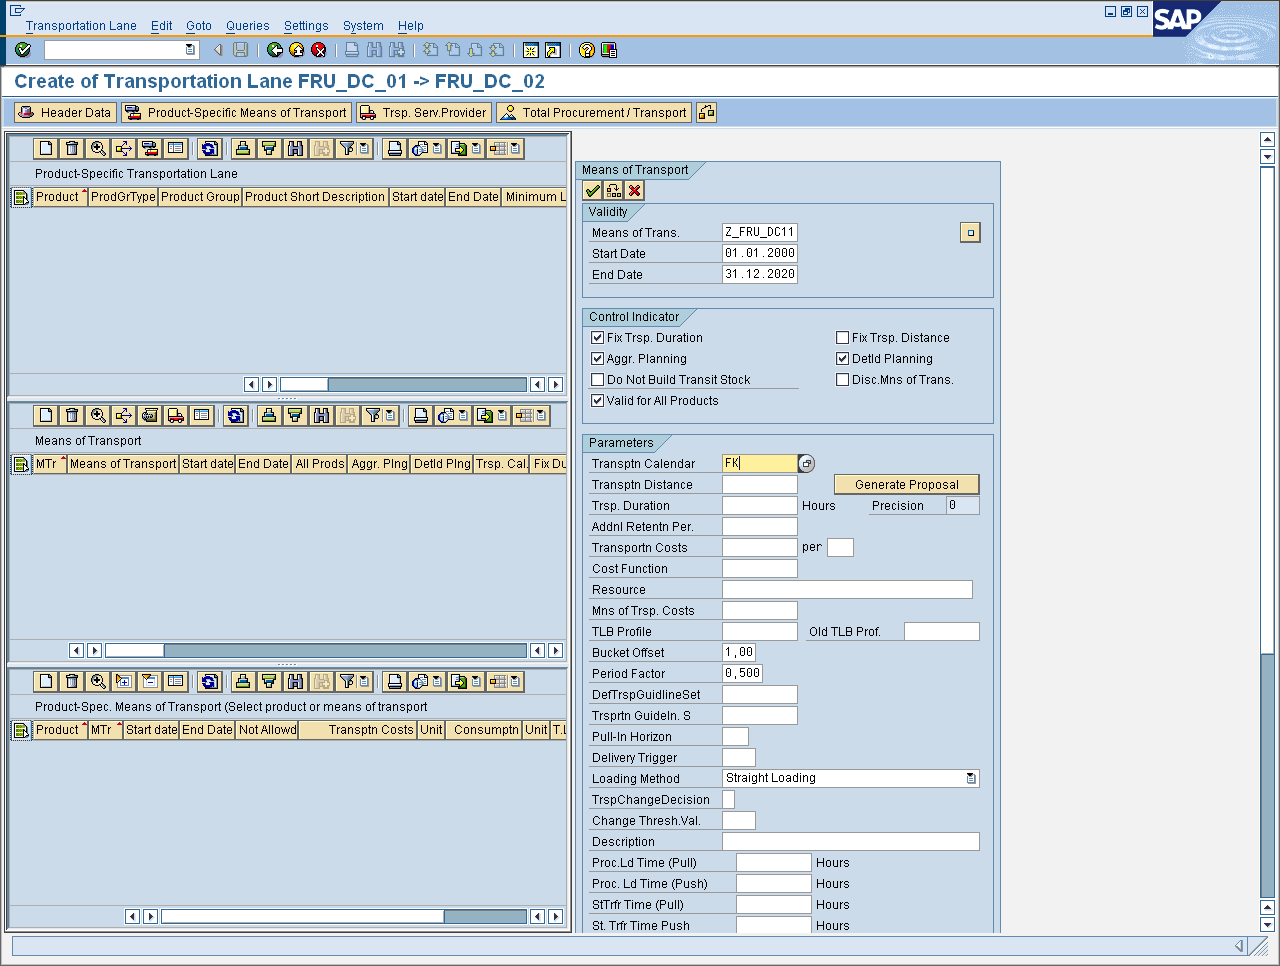 Transportation Lane Edit Goto Queries Settings System Help
SAP
Create of Transportation Lane FRU_DC_01 -> FRU_DC_02
Header Data Product-Specific Means of Transport Trsp. Serv.Provider Total Procurement / Transport
Product-Specific Transportation Lane
Product ProdGrType Product Group Product Short Description Start date End Date Minimum L
Means of Transport
MTr Means of Transport Start date End Date All Prods Aggr. Plng Detld Plng Trsp. Cal. Fix Du
Product-Spec. Means of Transport (Select product or means of transport
Product MTr Start date End Date Not Allowd Transptn Costs Unit Consumptn Unit T.L
Means of Transport
Validity
Means of Trans. Z_FRU_DC11
Start Date 01.01.2000
End Date 31.12.2020
Control Indicator
Fix Trsp. Duration Fix Trsp. Distance
Aggr. Planning Detld Planning
Do Not Build Transit Stock Disc.Mns of Trans.
Valid for All Products
Parameters
Transptn Calendar FK
Transptn Distance Generate Proposal
Trsp. Duration Hours Precision 0
Addnl Retentn Per.
Transportn Costs per
Cost Function
Resource
Mns of Trsp. Costs
TLB Profile Old TLB Prof.
Bucket Offset 1,00
Period Factor 0,500
DefTrspGuidlineSet
Trsprtn Guideln. S
Pull-In Horizon
Delivery Trigger
Loading Method Straight Loading
TrspChangeDecision
Change Thresh.Val.
Description
Proc.Ld Time (Pull) Hours
Proc. Ld Time (Push) Hours
StTrfr Time (Pull) Hours
St. Trfr Time Push Hours